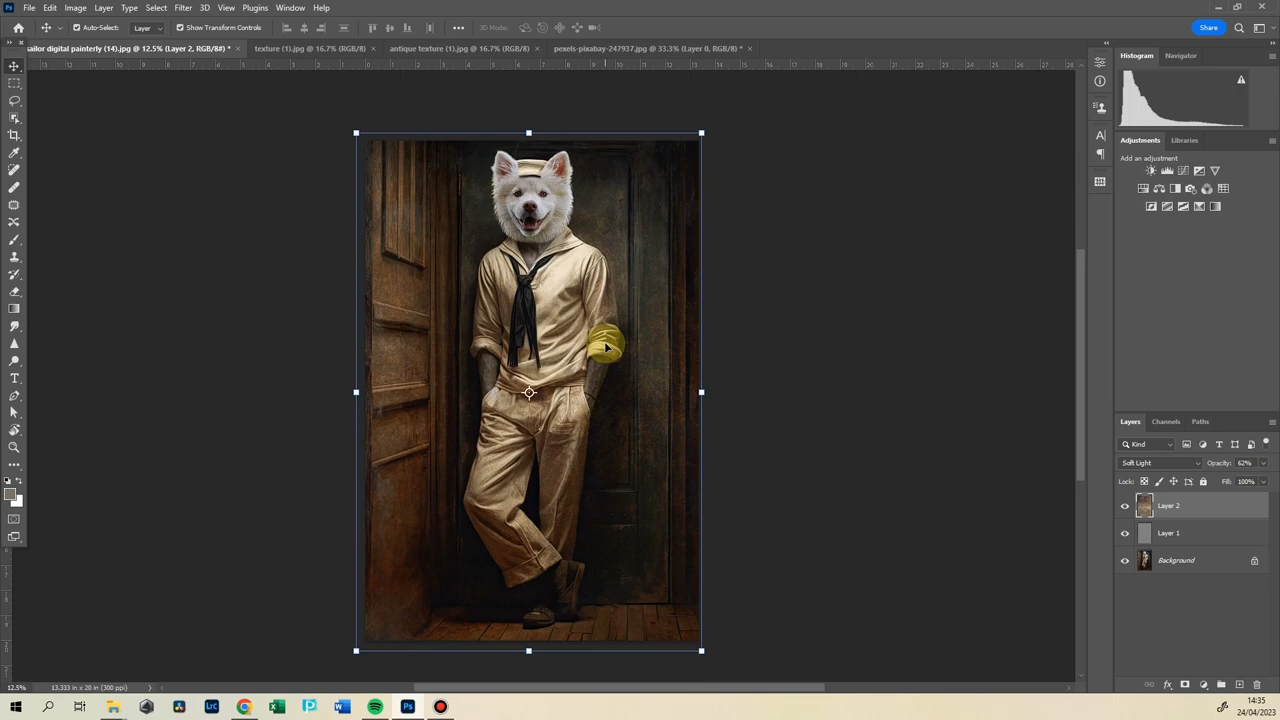 Ps File Edit Image Layer Type Select Filter 3D View Plugins Window Help
Auto-Select: Layer Show Transform Controls 3D Mode: Share
sailor digital painterly (14).jpg @ 12.5% (Layer 2, RGB/8#) * × texture (1).jpg @ 16.7% (RGB/8) × antique texture (1).jpg @ 16.7% (RGB/8) × pexels-pixabay-247937.jpg @ 33.3% (Layer 0, RGB/8) * ×
Histogram Navigator
Adjustments Libraries
Add an adjustment
Layers Channels Paths
Kind
Soft Light Opacity: 62%
Lock: Fill: 100%
Layer 2
Layer 1
Background
12.5% 13.333 in x 20 in (300 ppi)
14:35
24/04/2023